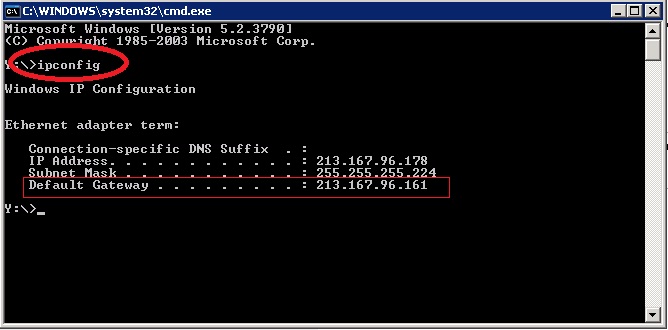 C:\WINDOWS\system32\cmd.exe
Microsoft Windows [Version 5.2.3790]
(C) Copyright 1985-2003 Microsoft Corp.
Y:\>ipconfig
Windows IP Configuration
Ethernet adapter term:
Connection-specific DNS Suffix  . :
IP Address. . . . . . . . . . . . : 213.167.96.178
Subnet Mask . . . . . . . . . . . : 255.255.255.224
Default Gateway . . . . . . . . . : 213.167.96.161
Y:\>_